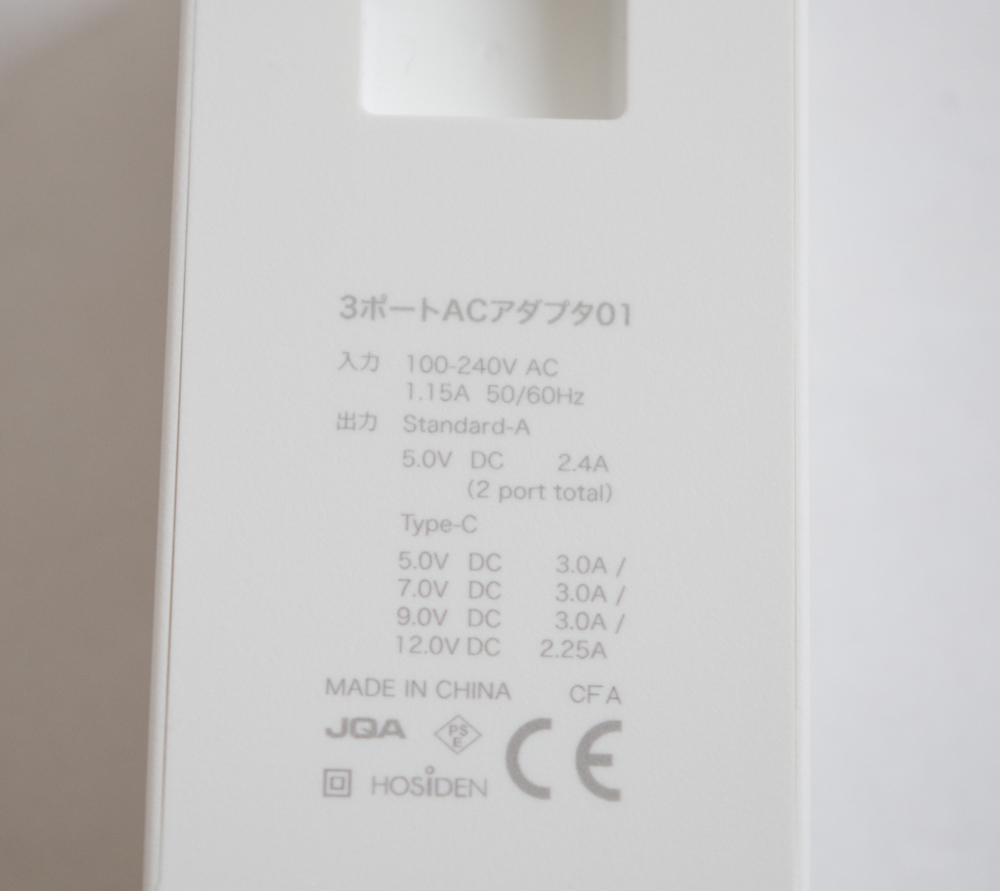 3ポートACアダプタ01
入力 100-240V AC
1.15A 50/60Hz
出力 Standard-A
5.0V DC 2.4A
(2 port total)
Type-C
5.0V DC 3.0A /
7.0V DC 3.0A /
9.0V DC 3.0A /
12.0V DC 2.25A
MADE IN CHINA CFA
JQA PSE CE
HOSiDEN